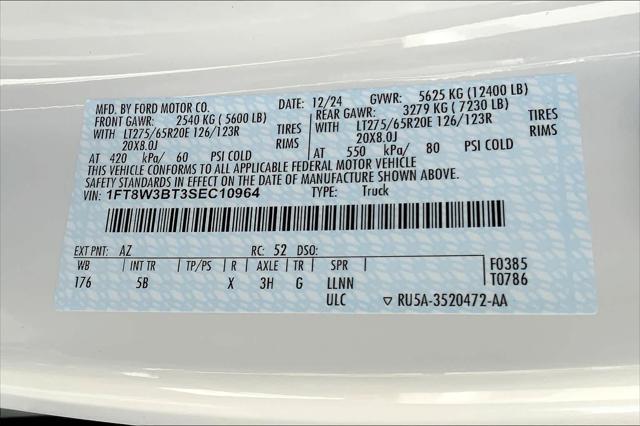 MFD. BY FORD MOTOR CO. DATE: 12/24 GVWR: 5625 KG (12400 LB)
FRONT GAWR: 2540 KG ( 5600 LB) REAR GAWR: 3279 KG ( 7230 LB)
WITH LT275/65R20E 126/123R TIRES WITH LT275/65R20E 126/123R TIRES
20X8.0J RIMS 20X8.0J RIMS
AT 420 kPa/ 60 PSI COLD AT 550 kPa/ 80 PSI COLD
THIS VEHICLE CONFORMS TO ALL APPLICABLE FEDERAL MOTOR VEHICLE
SAFETY STANDARDS IN EFFECT ON THE DATE OF MANUFACTURE SHOWN ABOVE.
VIN: 1FT8W3BT3SEC10964 TYPE: Truck
EXT PNT: AZ RC: 52 DSO:
WB INT TR TP/PS R AXLE TR SPR F0385
176 5B X 3H G LLNN T0786
ULC ▽ RU5A-3520472-AA